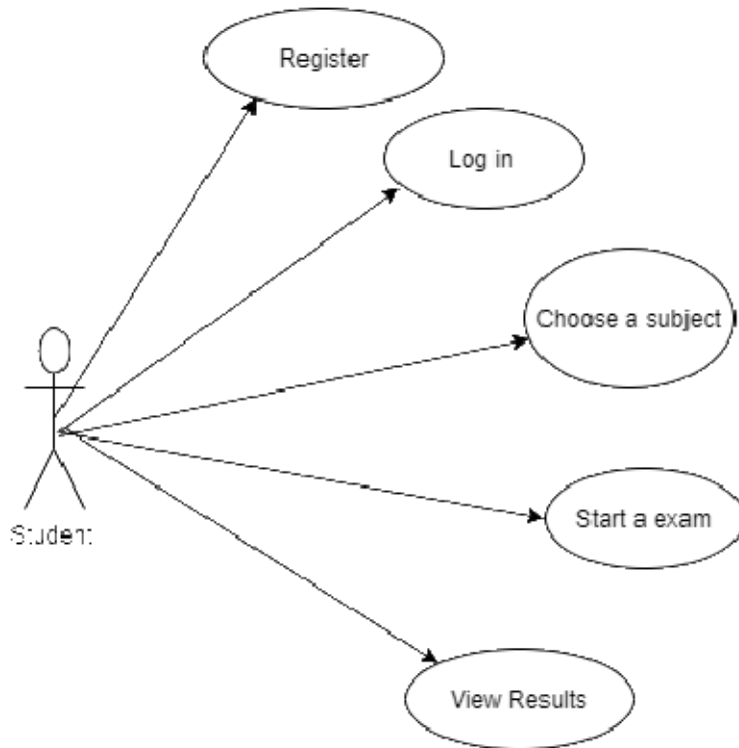 Register
Log in
Choose a subject
Start a exam
Student
View Results